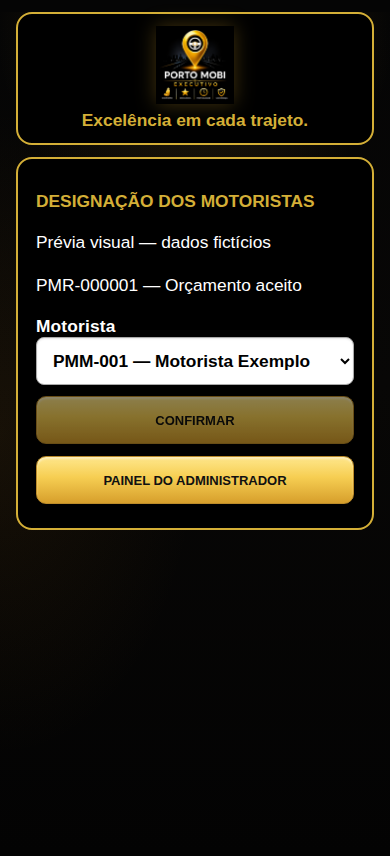 PORTO MOBI
EXECUTIVO
Excelência em cada trajeto.
DESIGNAÇÃO DOS MOTORISTAS
Prévia visual — dados fictícios
PMR-000001 — Orçamento aceito
Motorista
PMM-001 — Motorista Exemplo
CONFIRMAR
PAINEL DO ADMINISTRADOR